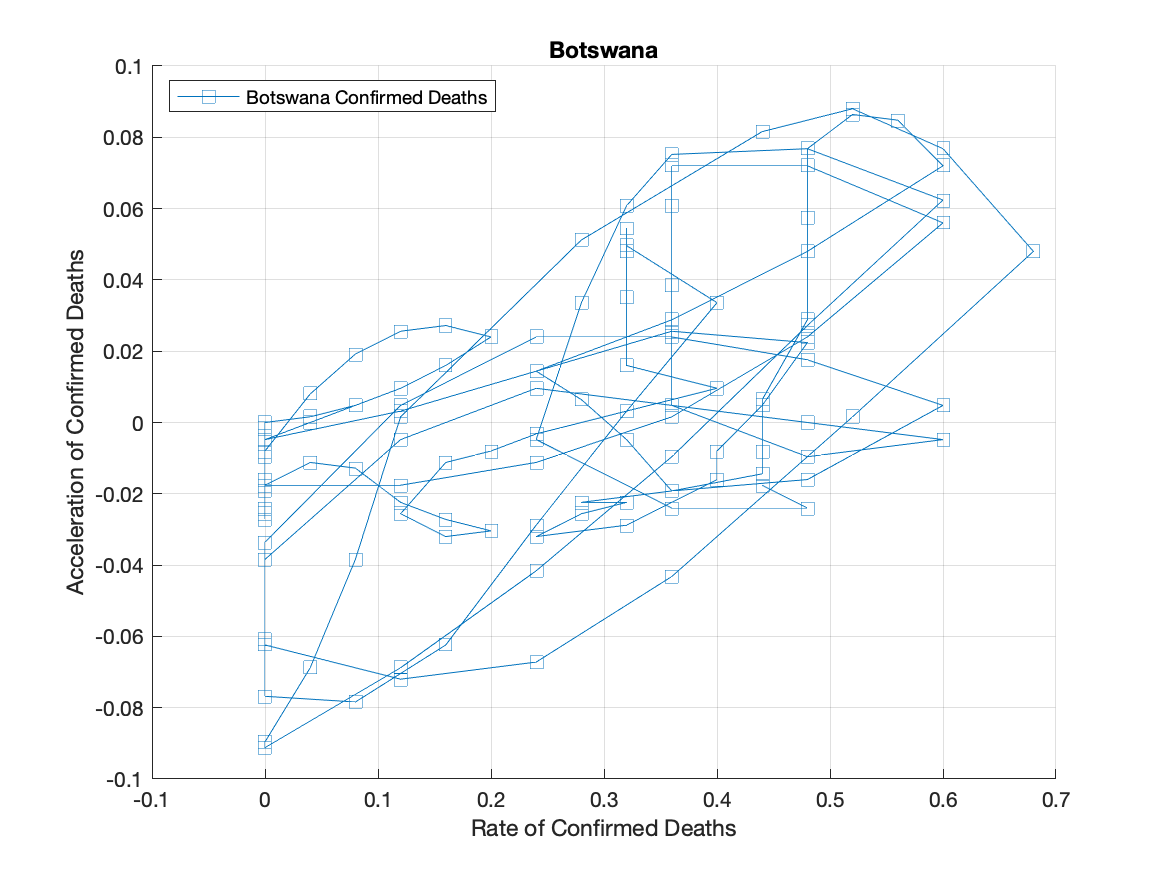 Botswana
Botswana Confirmed Deaths
0.1
0.08
0.06
0.04
0.02
0
-0.02
-0.04
-0.06
-0.08
-0.1
Acceleration of Confirmed Deaths
-0.1 0 0.1 0.2 0.3 0.4 0.5 0.6 0.7
Rate of Confirmed Deaths